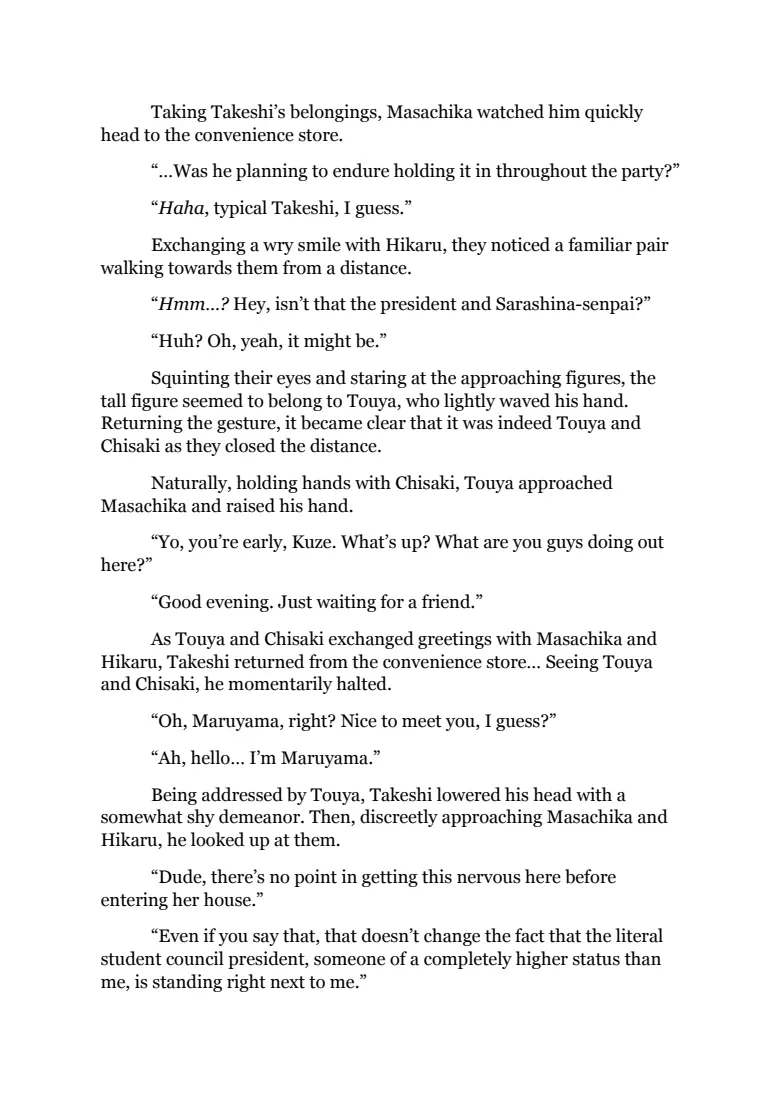 Taking Takeshi’s belongings, Masachika watched him quickly
head to the convenience store.
“…Was he planning to endure holding it in throughout the party?”
“Haha, typical Takeshi, I guess.”
Exchanging a wry smile with Hikaru, they noticed a familiar pair
walking towards them from a distance.
“Hmm…? Hey, isn’t that the president and Sarashina-senpai?”
“Huh? Oh, yeah, it might be.”
Squinting their eyes and staring at the approaching figures, the
tall figure seemed to belong to Touya, who lightly waved his hand.
Returning the gesture, it became clear that it was indeed Touya and
Chisaki as they closed the distance.
Naturally, holding hands with Chisaki, Touya approached
Masachika and raised his hand.
“Yo, you’re early, Kuze. What’s up? What are you guys doing out
here?”
“Good evening. Just waiting for a friend.”
As Touya and Chisaki exchanged greetings with Masachika and
Hikaru, Takeshi returned from the convenience store… Seeing Touya
and Chisaki, he momentarily halted.
“Oh, Maruyama, right? Nice to meet you, I guess?”
“Ah, hello… I’m Maruyama.”
Being addressed by Touya, Takeshi lowered his head with a
somewhat shy demeanor. Then, discreetly approaching Masachika and
Hikaru, he looked up at them.
“Dude, there’s no point in getting this nervous here before
entering her house.”
“Even if you say that, that doesn’t change the fact that the literal
student council president, someone of a completely higher status than
me, is standing right next to me.”